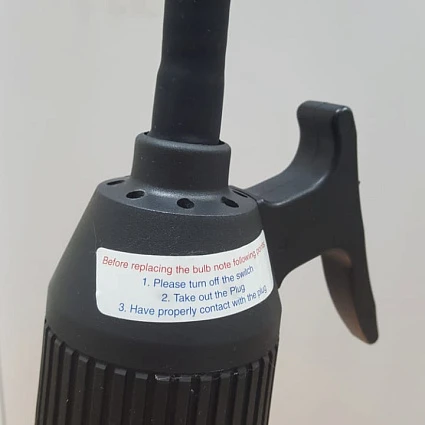 Before replacing the bulb note following points
1. Please turn off the switch
2. Take out the Plug
3. Have properly contact with the plug